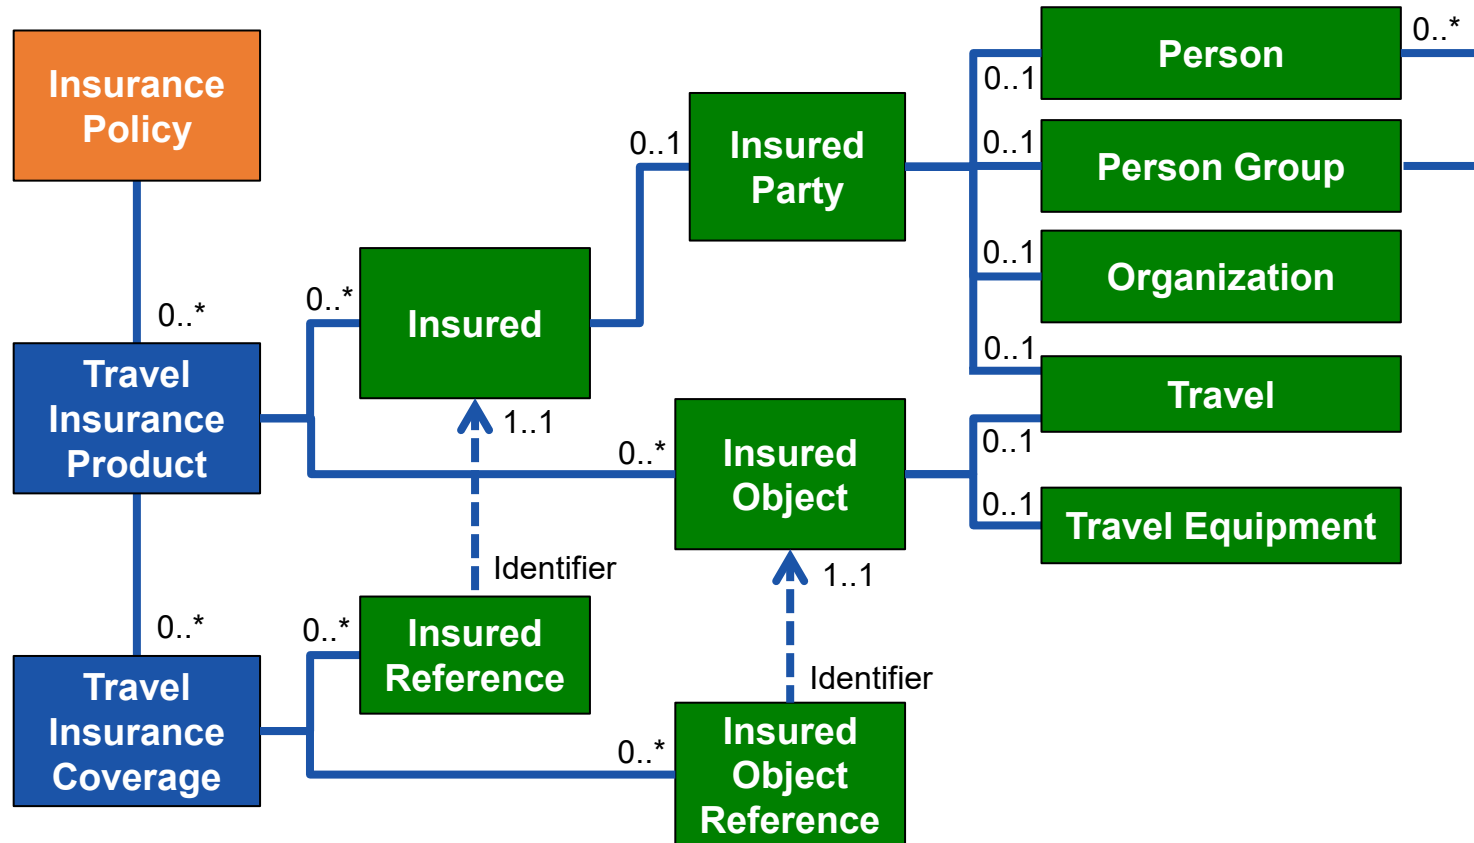 Insurance
Policy
0..*
Travel
Insurance
Product
0..*
Travel
Insurance
Coverage
0..*
Insured
1..1
Identifier
0..*
Insured
Reference
0..1
Insured
Party
0..*
Insured
Object
1..1
Identifier
0..*
Insured
Object
Reference
Person
0..*
0..1
0..1
Person Group
0..1
Organization
0..1
Travel
0..1
0..1
Travel Equipment